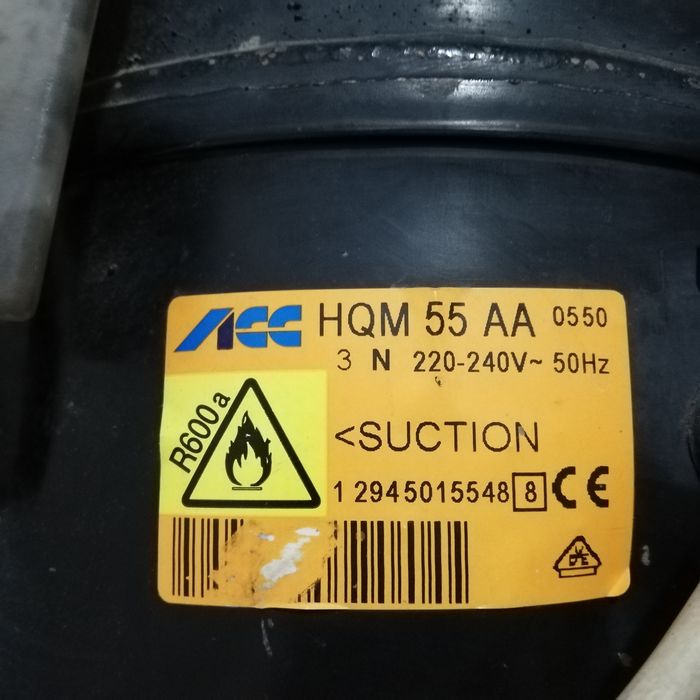 ACC HQM 55 AA 0550
3 N 220-240V~ 50Hz
R600a
<SUCTION
1 2945015548 8 CE